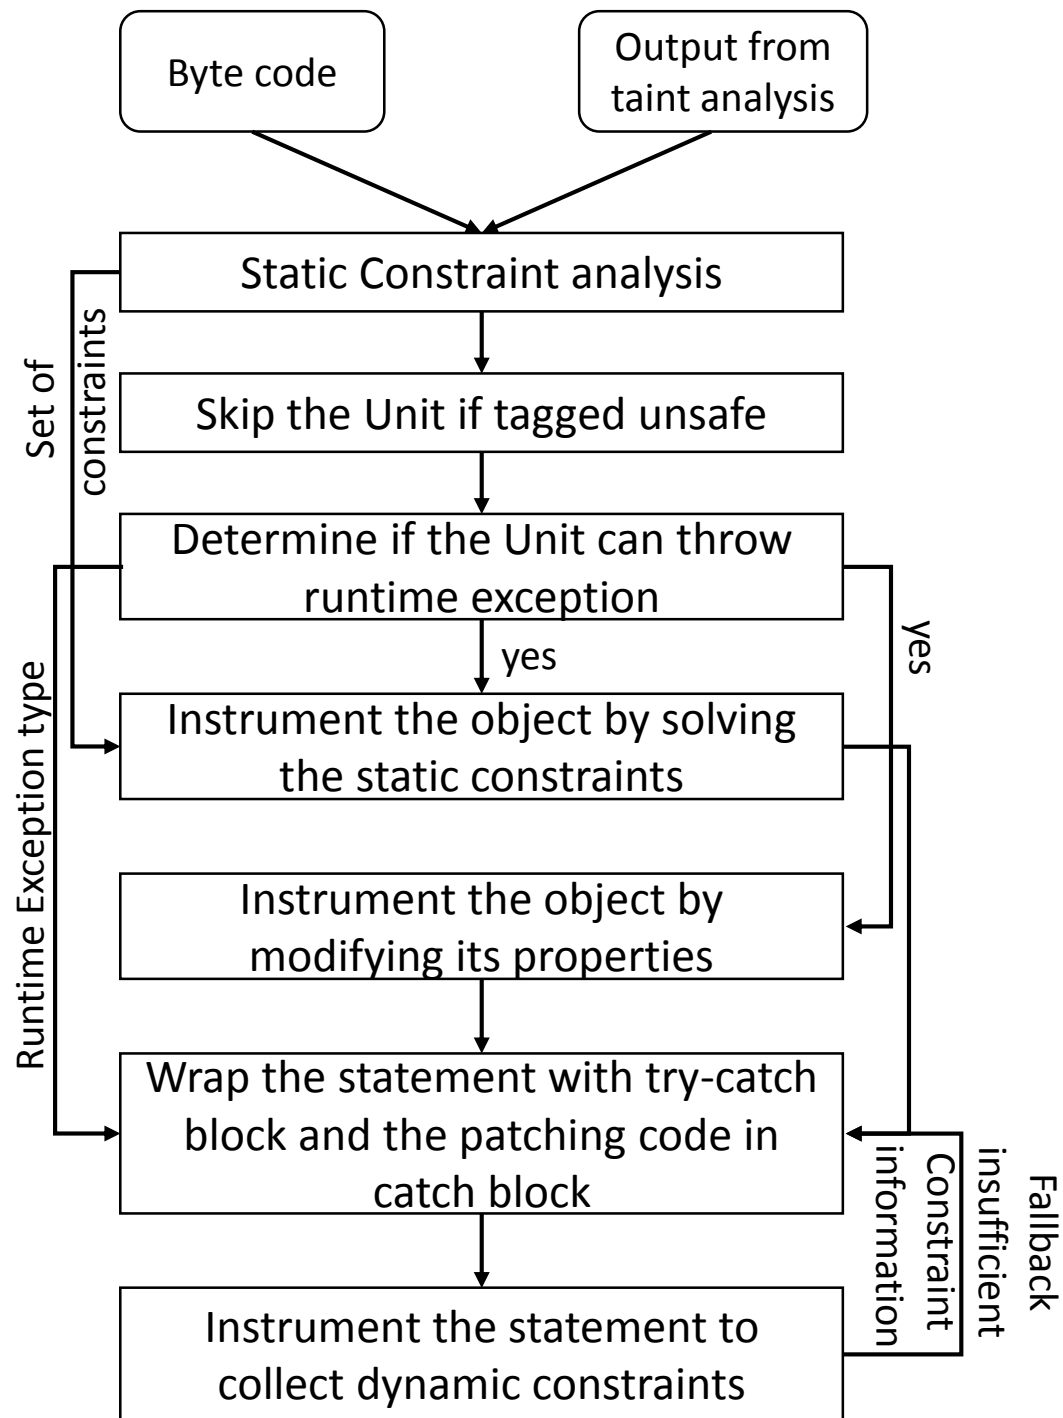 Byte code
Output from
taint analysis
Static Constraint analysis
Set of
constraints
Skip the Unit if tagged unsafe
Determine if the Unit can throw
runtime exception
yes
yes
Runtime Exception type
Instrument the object by solving
the static constraints
Instrument the object by
modifying its properties
Wrap the statement with try-catch
block and the patching code in
catch block
Fallback
insufficient
Constraint
information
Instrument the statement to
collect dynamic constraints